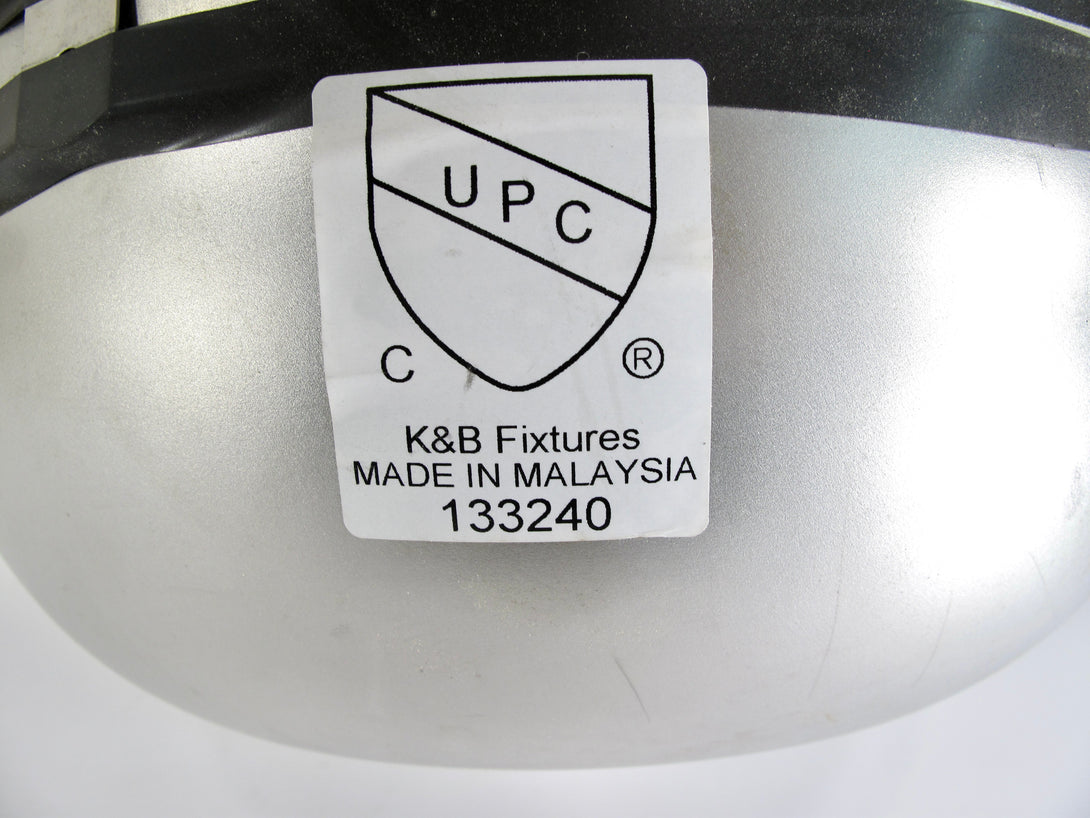 UPC
C ®
K&B Fixtures
MADE IN MALAYSIA
133240